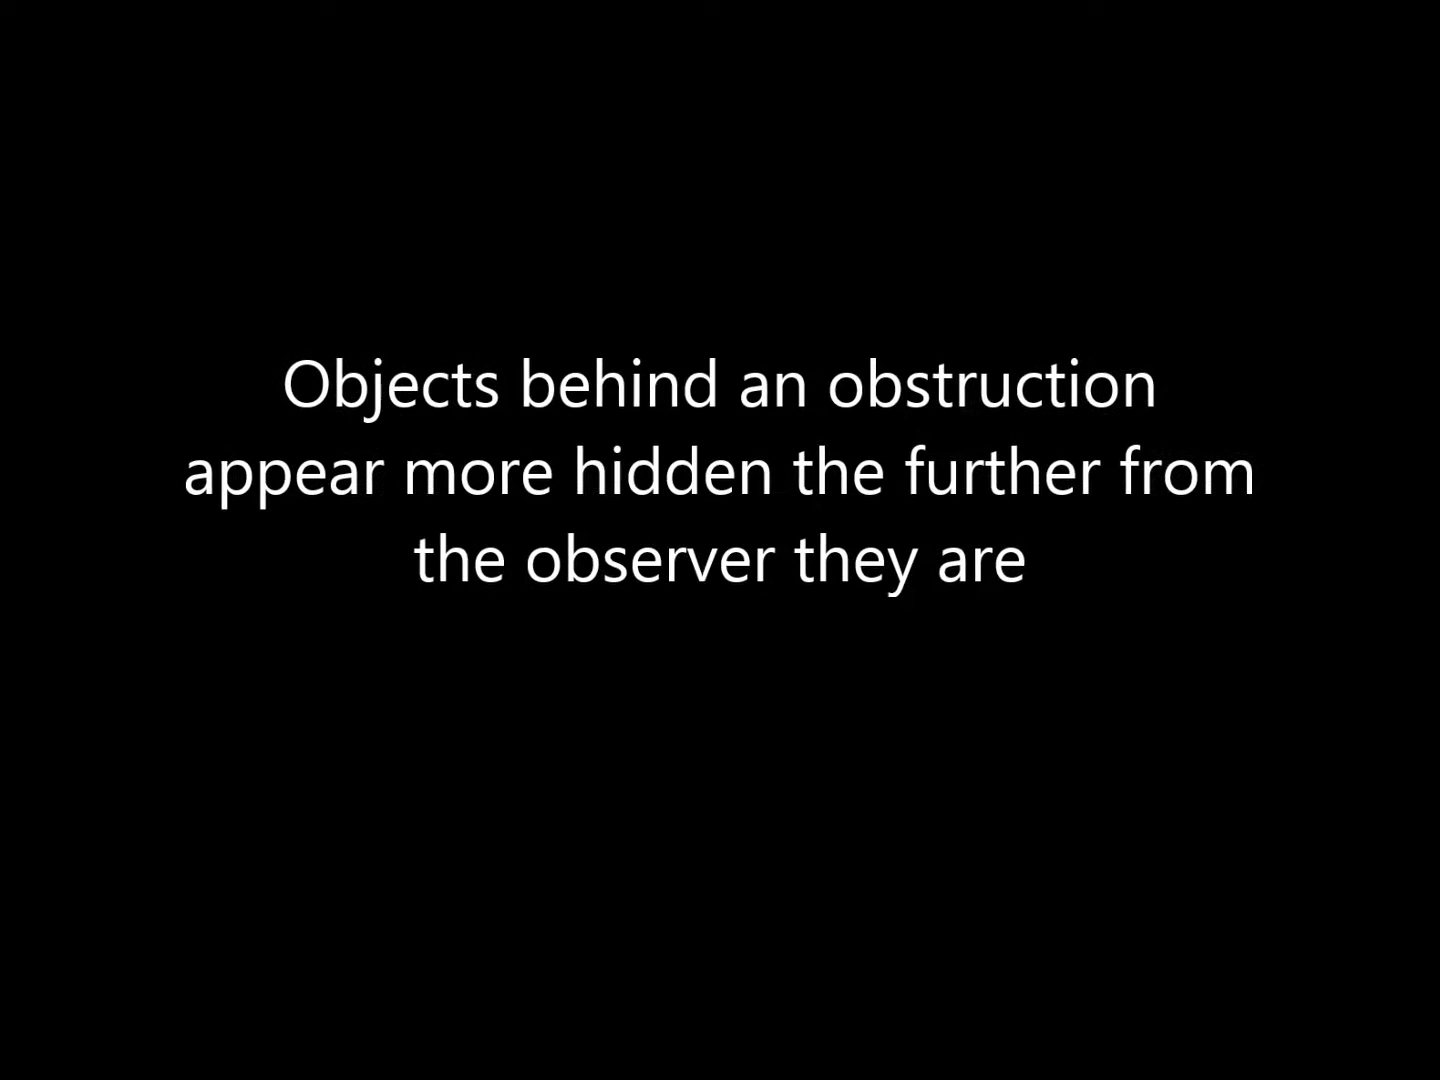 Objects behind an obstruction
appear more hidden the further from
the observer they are